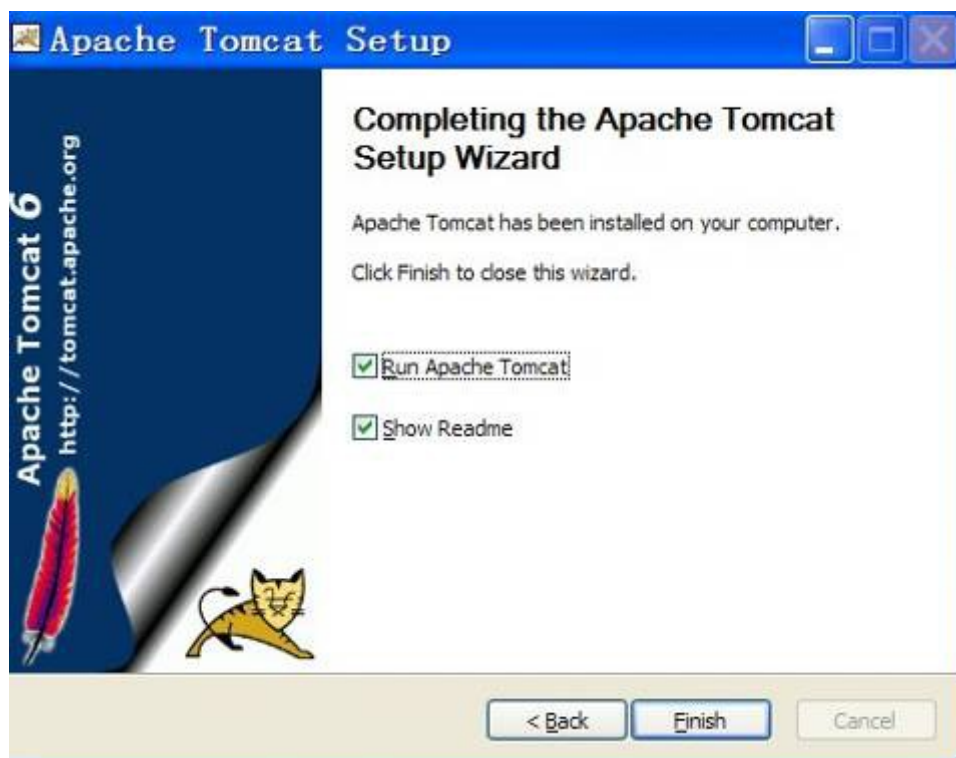 Apache Tomcat Setup
Apache Tomcat 6
http://tomcat.apache.org
Completing the Apache Tomcat
Setup Wizard
Apache Tomcat has been installed on your computer.
Click Finish to close this wizard.
Run Apache Tomcat
Show Readme
< Back
Finish
Cancel